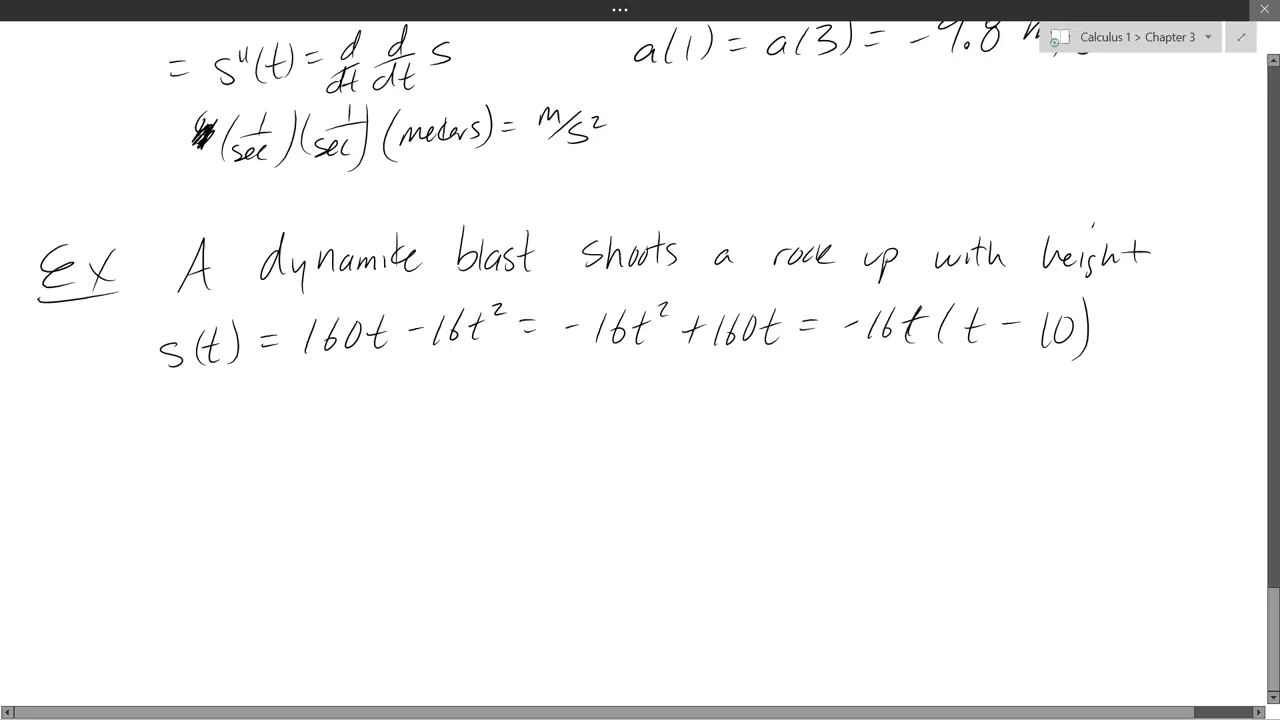 ...
= s"(t) = d/dt d/dt s
a(1) = a(3) = -9.8
Calculus 1 > Chapter 3
(1/sec)(1/sec)(meters) = m/s²
Ex A dynamite blast shoots a rock up with height
s(t) = 160t - 16t² = -16t² + 160t = -16t(t - 10)